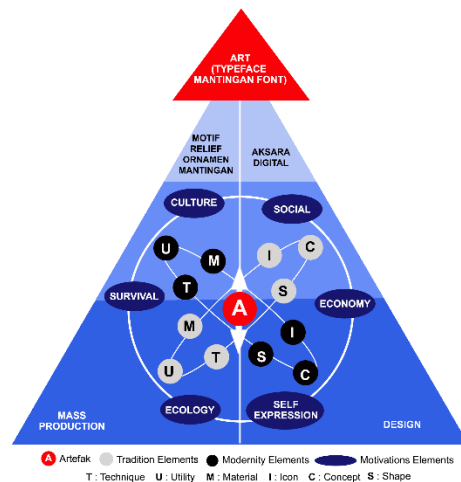 ART
(TYPEFACE
MANTINGAN FONT)
MOTIF
RELIEF
ORNAMEN
MANTINGAN
AKSARA
DIGITAL
CULTURE
SOCIAL
U
M
I
C
T
S
SURVIVAL
A
ECONOMY
M
I
U
T
S
C
ECOLOGY
SELF
EXPRESSION
MASS
PRODUCTION
DESIGN
A Artefak Tradition Elements Modernity Elements Motivations Elements
T : Technique U : Utility M : Material I : Icon C : Concept S : Shape